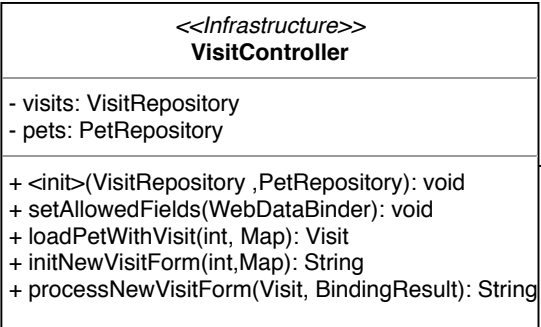 <<Infrastructure>>
VisitController
- visits: VisitRepository
- pets: PetRepository
+ <init>(VisitRepository ,PetRepository): void
+ setAllowedFields(WebDataBinder): void
+ loadPetWithVisit(int, Map): Visit
+ initNewVisitForm(int,Map): String
+ processNewVisitForm(Visit, BindingResult): String